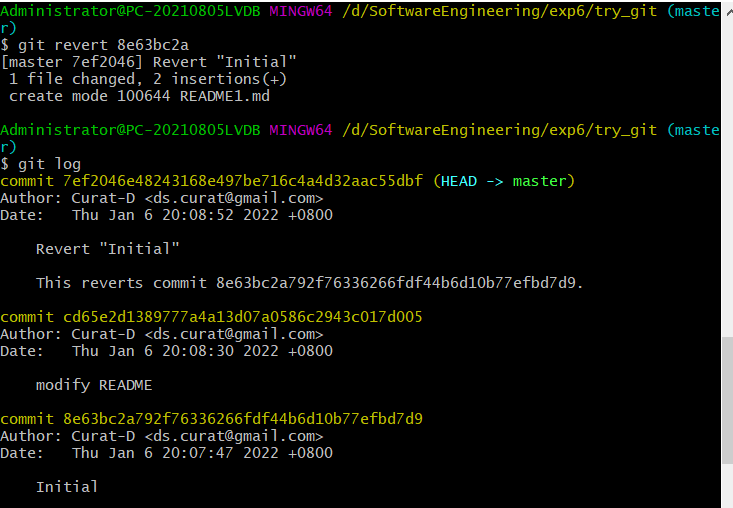 Administrator@PC-20210805LVDB MINGW64 /d/SoftwareEngineering/exp6/try_git (maste
r)
$ git revert 8e63bc2a
[master 7ef2046] Revert "Initial"
 1 file changed, 2 insertions(+)
 create mode 100644 README1.md

Administrator@PC-20210805LVDB MINGW64 /d/SoftwareEngineering/exp6/try_git (maste
r)
$ git log
commit 7ef2046e48243168e497be716c4a4d32aac55dbf (HEAD -> master)
Author: Curat-D <ds.curat@gmail.com>
Date:   Thu Jan 6 20:08:52 2022 +0800

    Revert "Initial"

    This reverts commit 8e63bc2a792f76336266fdf44b6d10b77efbd7d9.

commit cd65e2d1389777a4a13d07a0586c2943c017d005
Author: Curat-D <ds.curat@gmail.com>
Date:   Thu Jan 6 20:08:30 2022 +0800

    modify README

commit 8e63bc2a792f76336266fdf44b6d10b77efbd7d9
Author: Curat-D <ds.curat@gmail.com>
Date:   Thu Jan 6 20:07:47 2022 +0800

    Initial